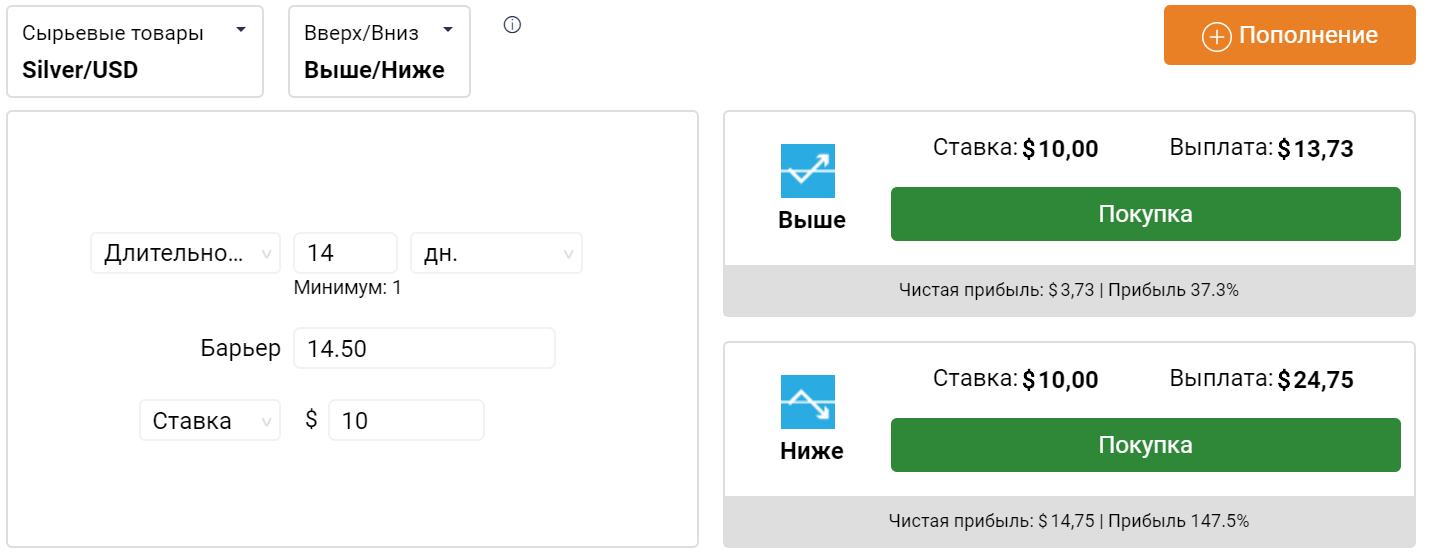 Сырьевые товары
Silver/USD
Вверх/Вниз
Выше/Ниже
Пополнение
Длительно... 14 дн.
Минимум: 1
Барьер 14.50
Ставка $ 10
Ставка: $10,00 Выплата: $13,73
Покупка
Выше
Чистая прибыль: $3,73 | Прибыль 37.3%
Ставка: $10,00 Выплата: $24,75
Покупка
Ниже
Чистая прибыль: $14,75 | Прибыль 147.5%